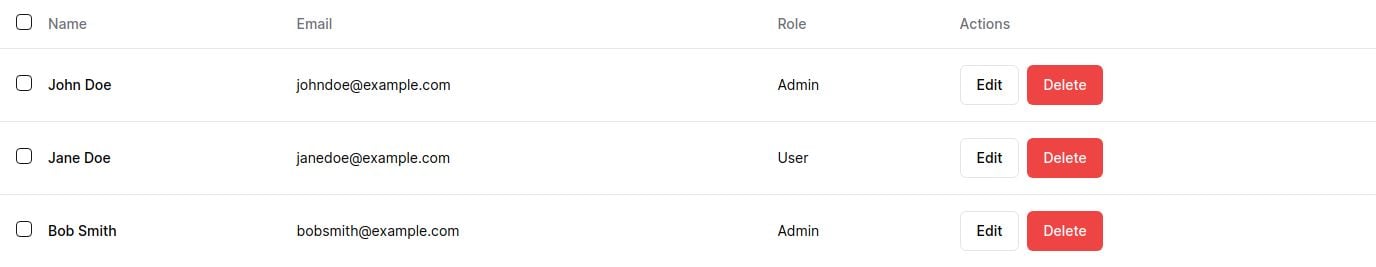 Name Email Role Actions
John Doe johndoe@example.com Admin Edit Delete
Jane Doe janedoe@example.com User Edit Delete
Bob Smith bobsmith@example.com Admin Edit Delete